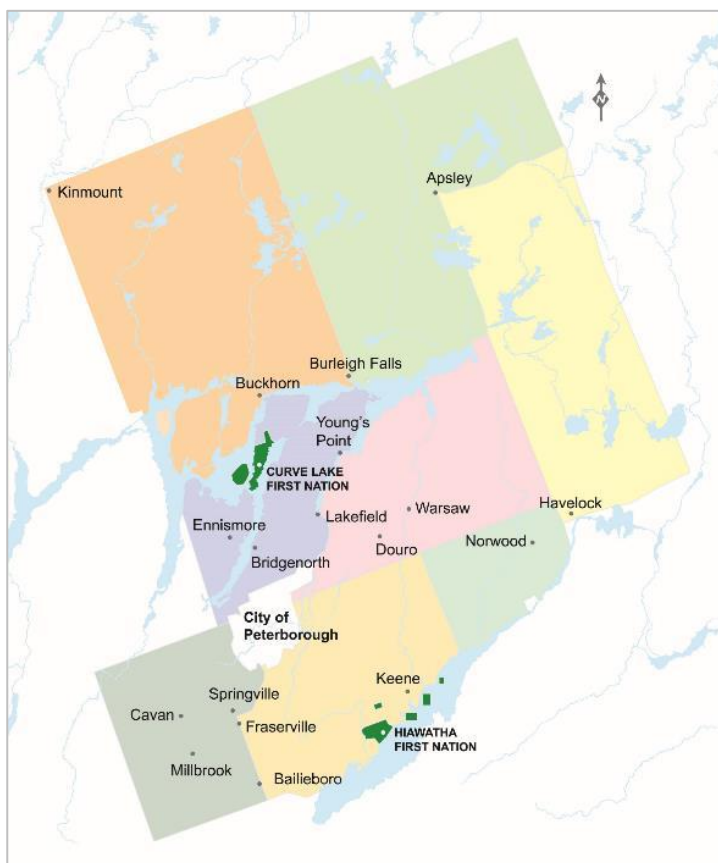 N
Kinmount
Apsley
Burleigh Falls
Buckhorn
Young's
Point
CURVE LAKE
FIRST NATION
Lakefield
Warsaw
Havelock
Ennismore
Douro
Norwood
Bridgenorth
City of
Peterborough
Keene
Springville
Cavan
Fraserville
HIAWATHA
FIRST NATION
Millbrook
Bailieboro